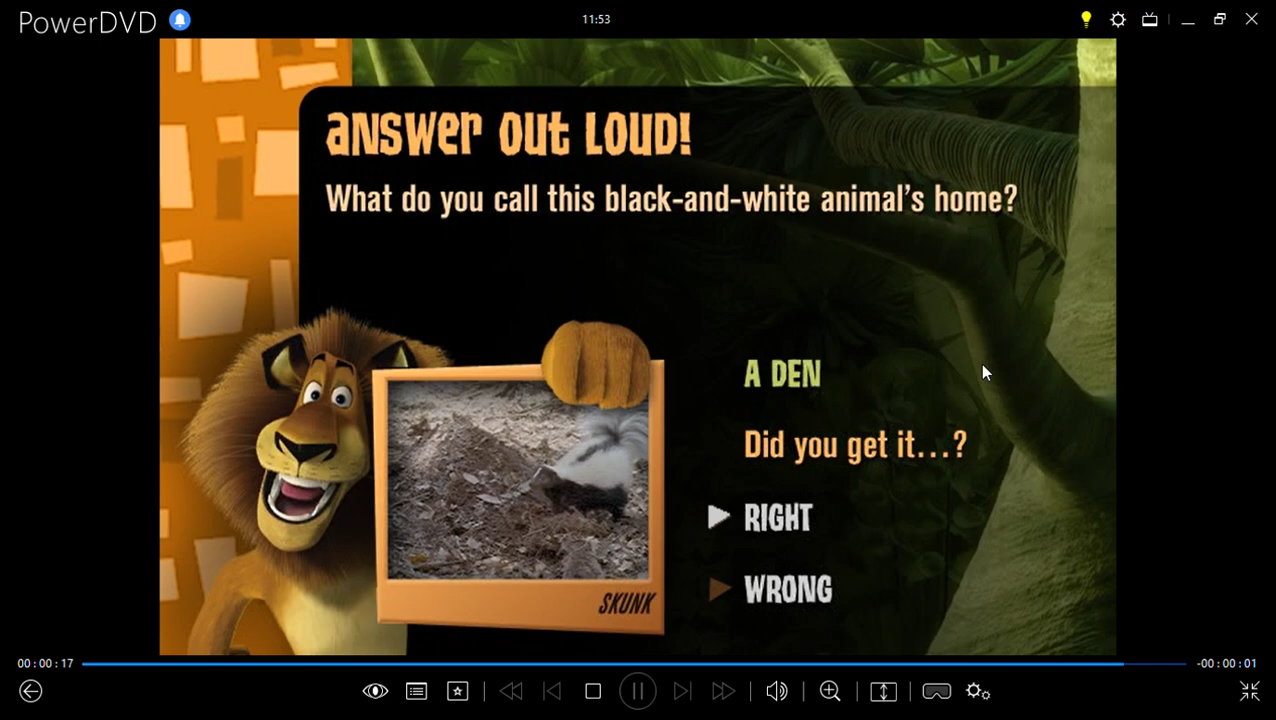 PowerDVD
11:53
answer out loud!
What do you call this black-and-white animal's home?
A DEN
Did you get it...?
RIGHT
WRONG
SKUNK
00:00:17
-00:00:01